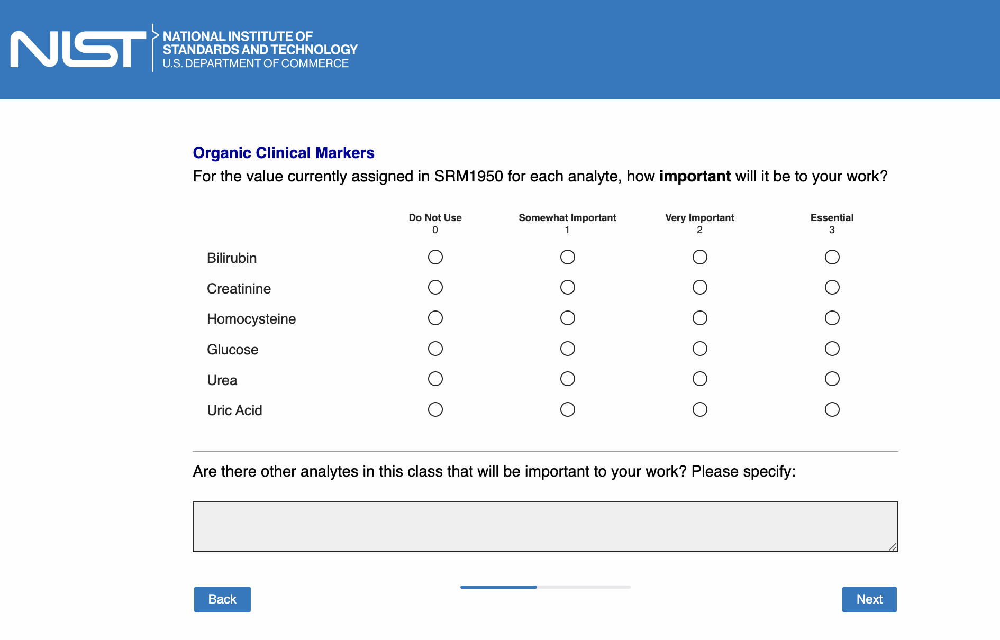 NIST
NATIONAL INSTITUTE OF
STANDARDS AND TECHNOLOGY
U.S. DEPARTMENT OF COMMERCE
Organic Clinical Markers
For the value currently assigned in SRM1950 for each analyte, how important will it be to your work?
Do Not Use Somewhat Important Very Important Essential
0 1 2 3
Bilirubin
Creatinine
Homocysteine
Glucose
Urea
Uric Acid
Are there other analytes in this class that will be important to your work? Please specify:
Back Next